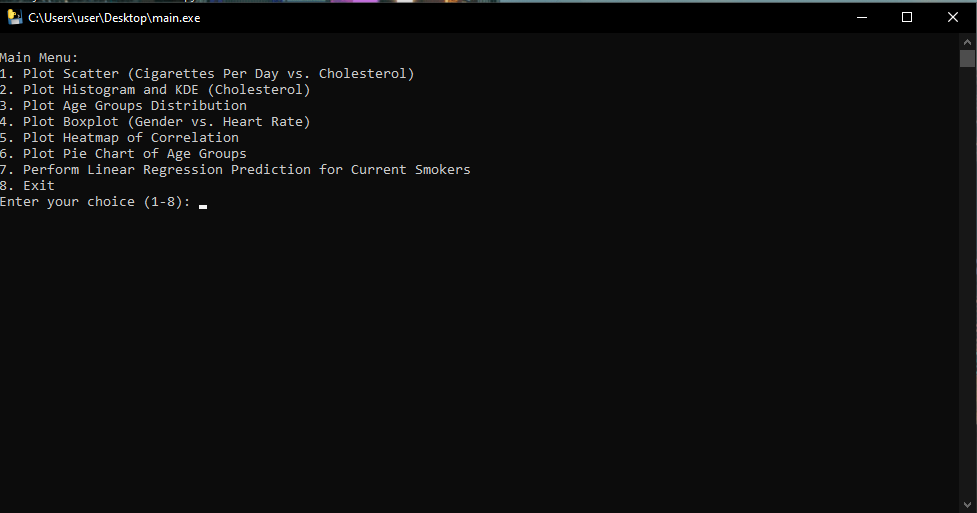 C:\Users\user\Desktop\main.exe
Main Menu:
1. Plot Scatter (Cigarettes Per Day vs. Cholesterol)
2. Plot Histogram and KDE (Cholesterol)
3. Plot Age Groups Distribution
4. Plot Boxplot (Gender vs. Heart Rate)
5. Plot Heatmap of Correlation
6. Plot Pie Chart of Age Groups
7. Perform Linear Regression Prediction for Current Smokers
8. Exit
Enter your choice (1-8):